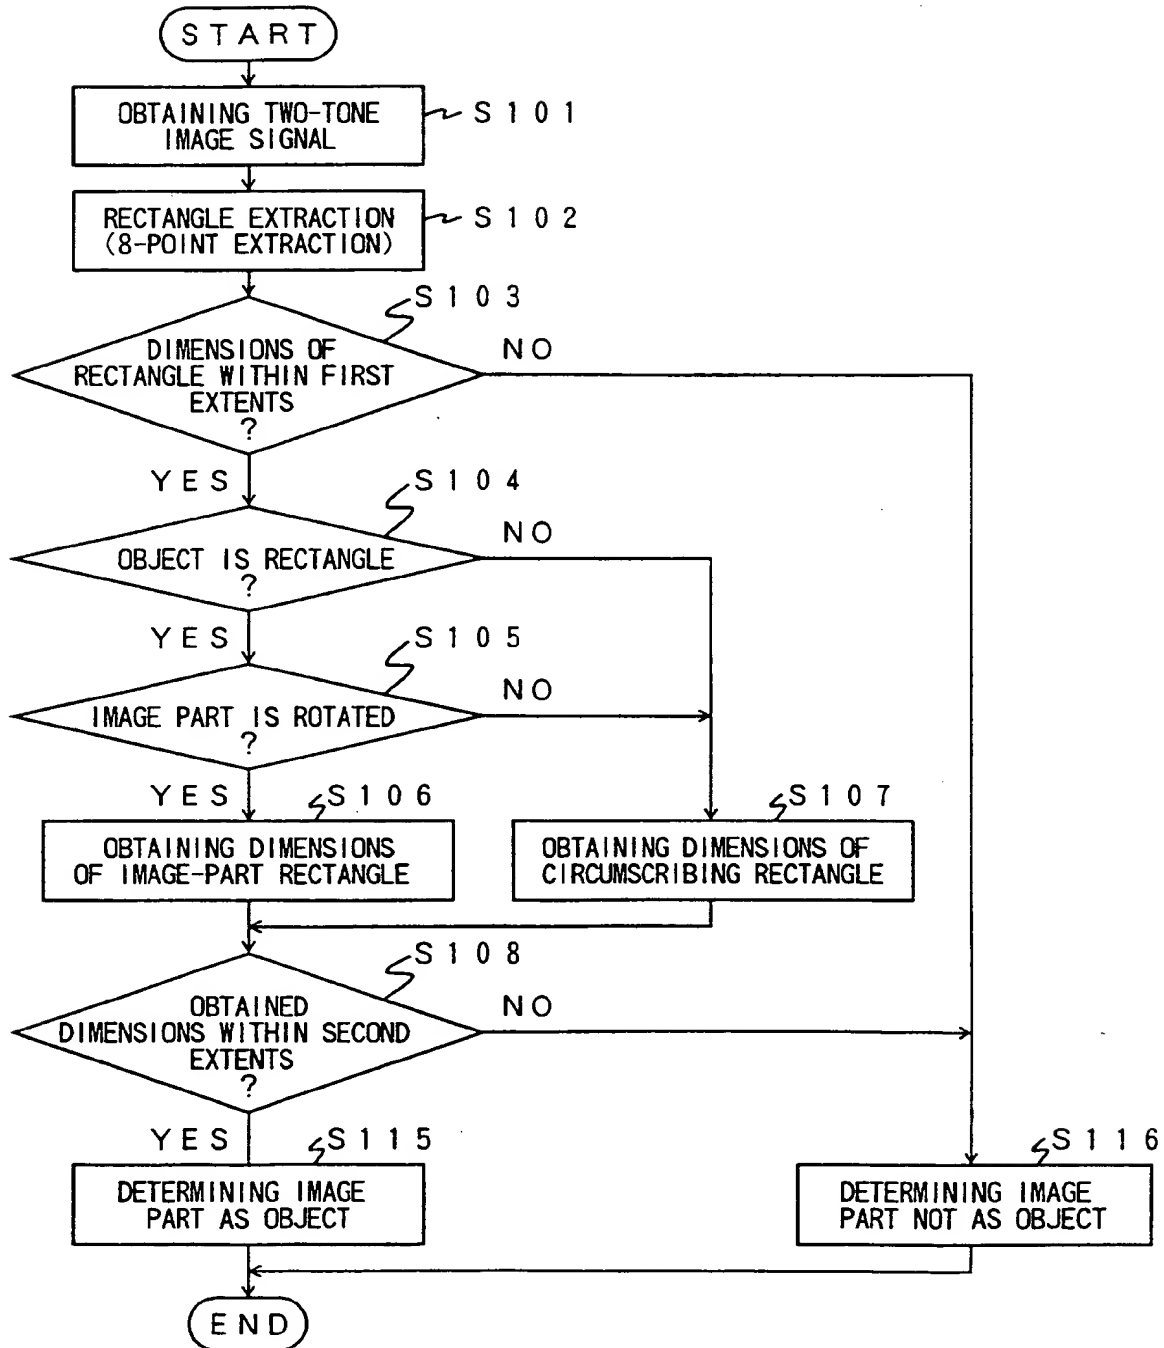 START
OBTAINING TWO-TONE
IMAGE SIGNAL
S101
RECTANGLE EXTRACTION
(8-POINT EXTRACTION)
S102
S103
DIMENSIONS OF
RECTANGLE WITHIN FIRST
EXTENTS
?
NO
YES
S104
OBJECT IS RECTANGLE
?
NO
YES
S105
IMAGE PART IS ROTATED
?
NO
YES
S106
OBTAINING DIMENSIONS
OF IMAGE-PART RECTANGLE
S107
OBTAINING DIMENSIONS OF
CIRCUMSCRIBING RECTANGLE
S108
OBTAINED
DIMENSIONS WITHIN SECOND
EXTENTS
?
NO
YES
S115
DETERMINING IMAGE
PART AS OBJECT
S116
DETERMINING IMAGE
PART NOT AS OBJECT
END